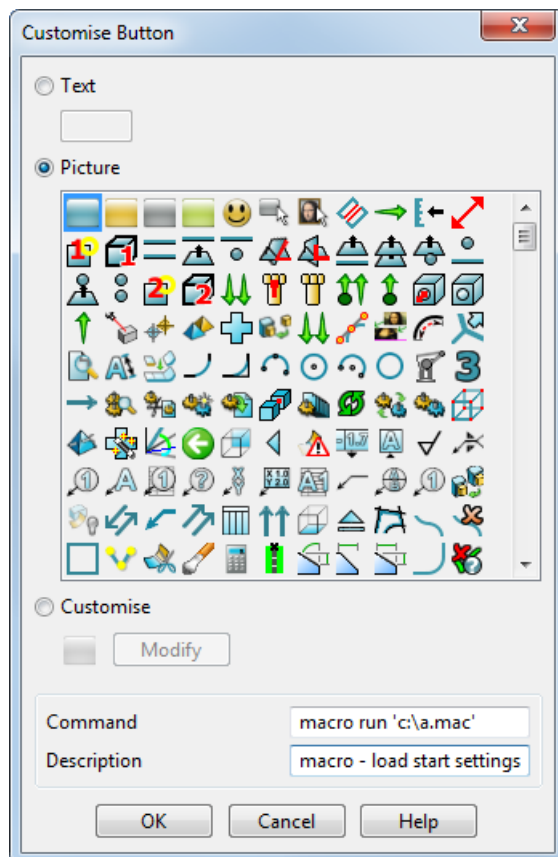 Customise Button
Text
Picture
Customise
Modify
Command
macro run 'c:\a.mac'
Description
macro - load start settings
OK
Cancel
Help